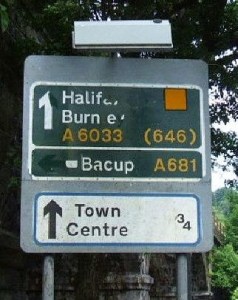 Halifa
Burn e
A6033 (646)
Bacup A681
Town
Centre ¾